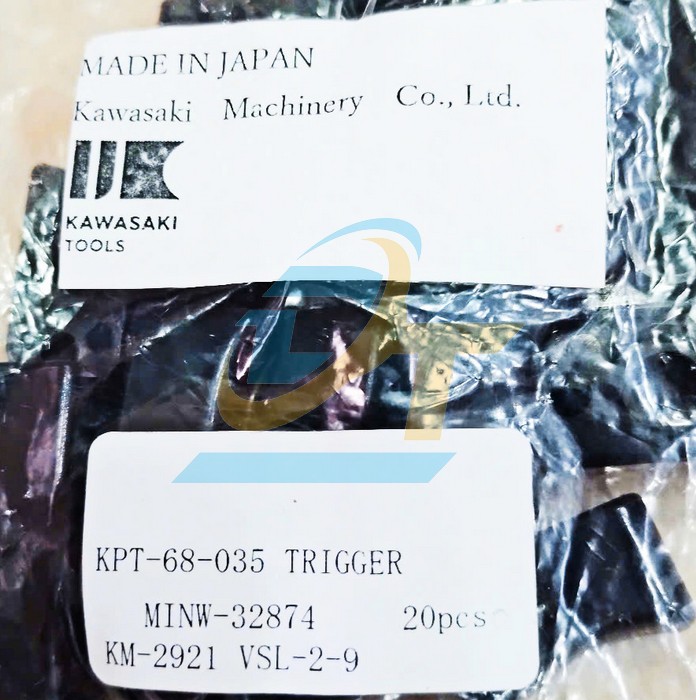 MADE IN JAPAN
Kawasaki Machinery Co., Ltd.
KAWASAKI
TOOLS
DT
KPT-68-035 TRIGGER
MINW-32874 20pcs
KM-2921 VSL-2-9